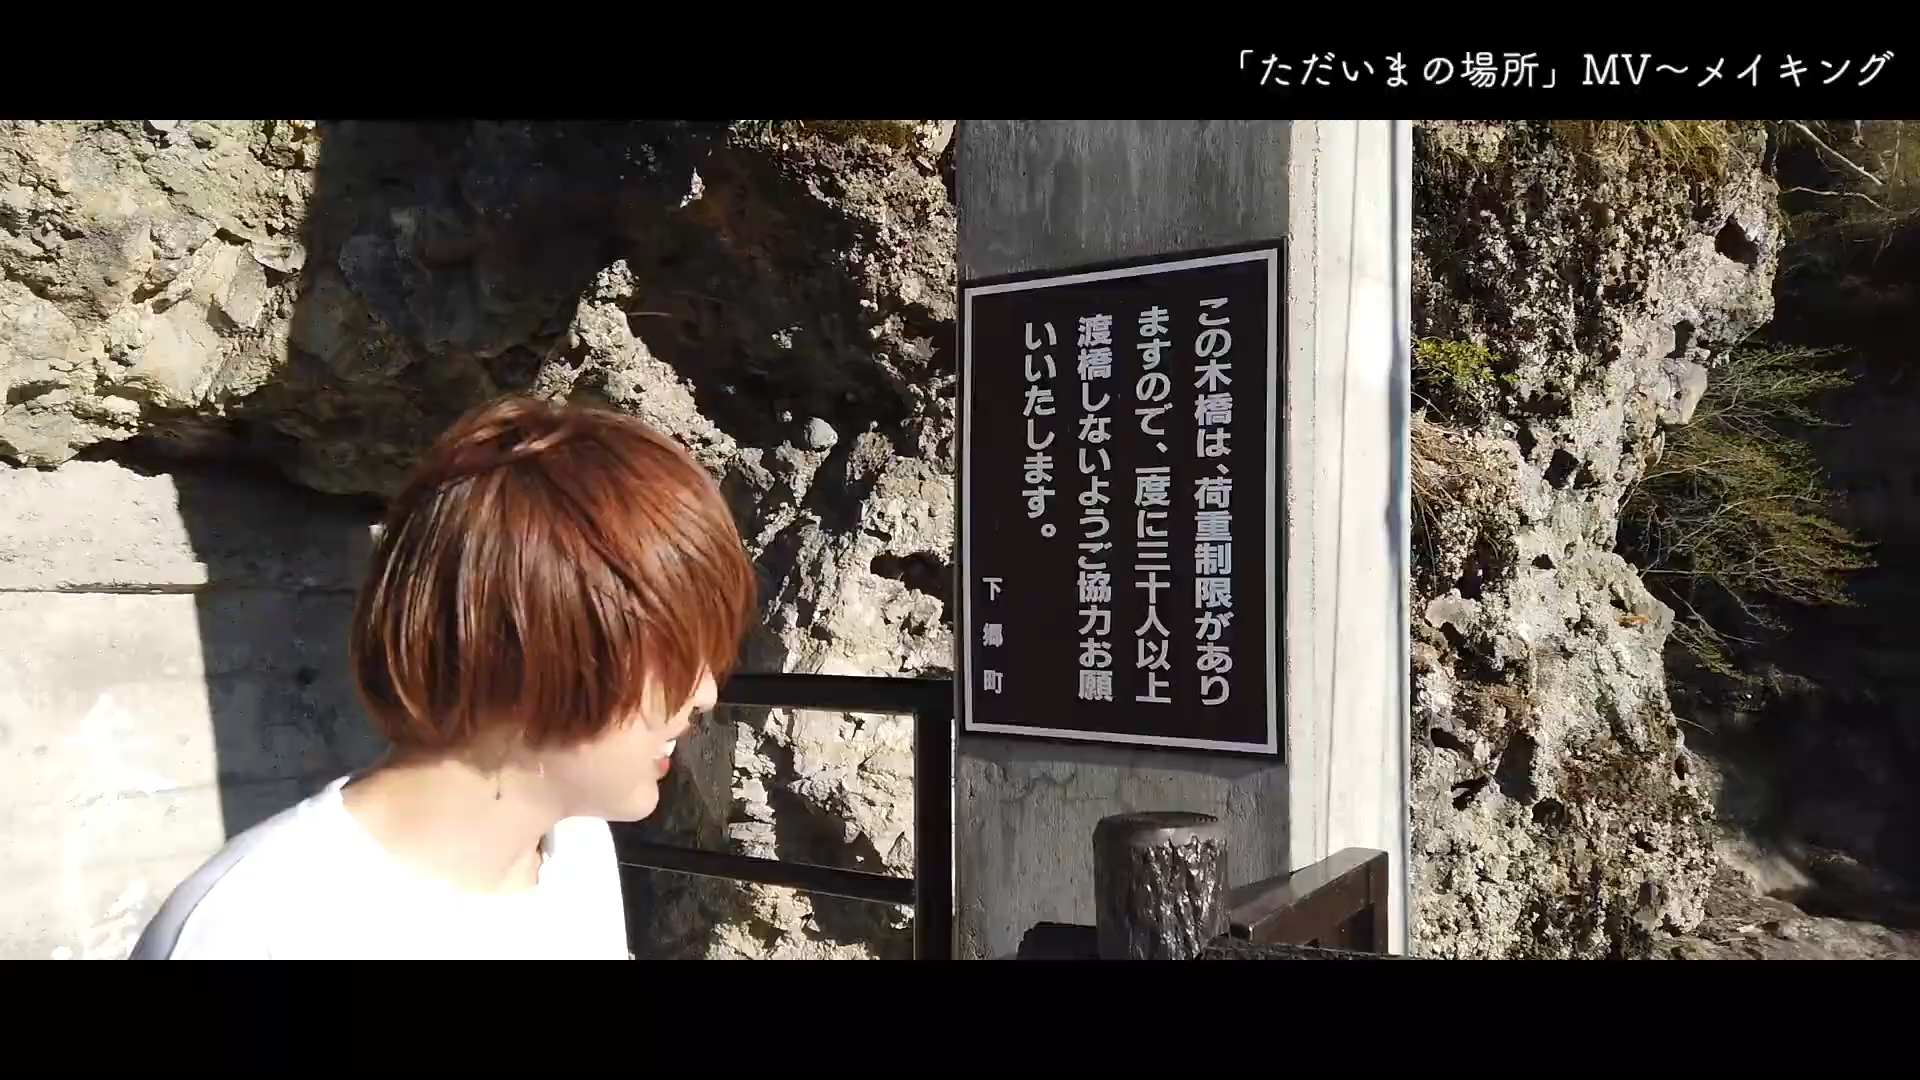 「ただいまの場所」MV～メイキング
この木橋は、荷重制限があり
ますので、一度に三十人以上
渡橋しないようご協力お願
いいたします。
下郷町